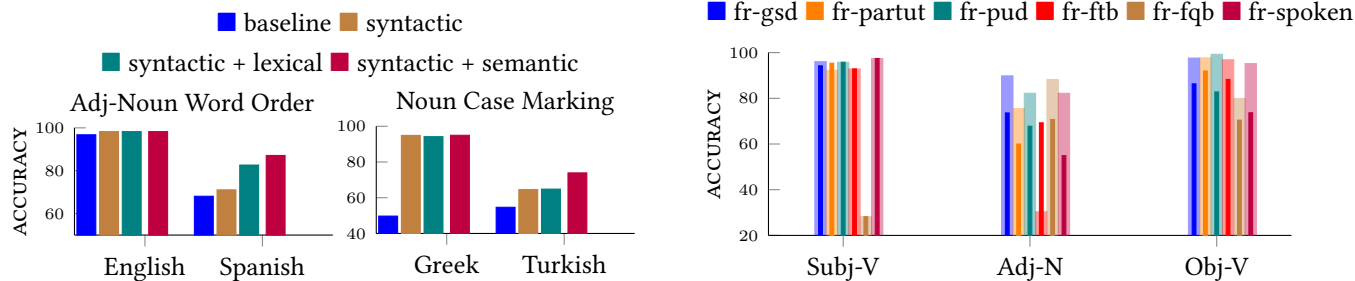 baseline syntactic
syntactic + lexical syntactic + semantic
Adj-Noun Word Order
ACCURACY
100
80
60
English Spanish
Noun Case Marking
100
80
60
40
Greek Turkish
fr-gsd fr-partut fr-pud fr-ftb fr-fqb fr-spoken
ACCURACY
100
80
60
40
20
Subj-V Adj-N Obj-V